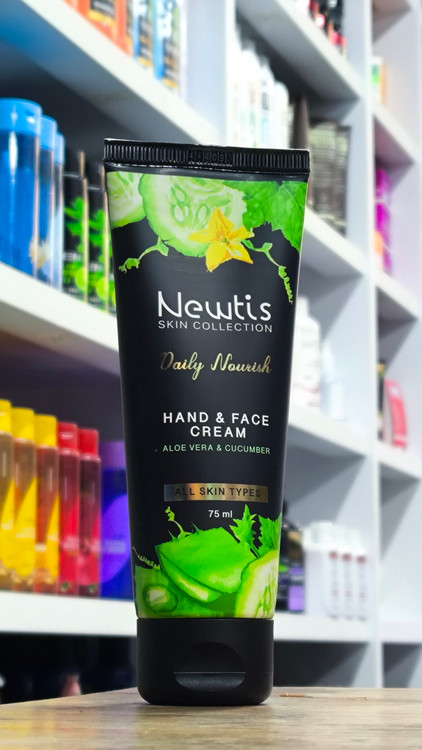 Newtis
SKIN COLLECTION
Daily Nourish
HAND & FACE
CREAM
ALOE VERA & CUCUMBER
ALL SKIN TYPES
75 ml